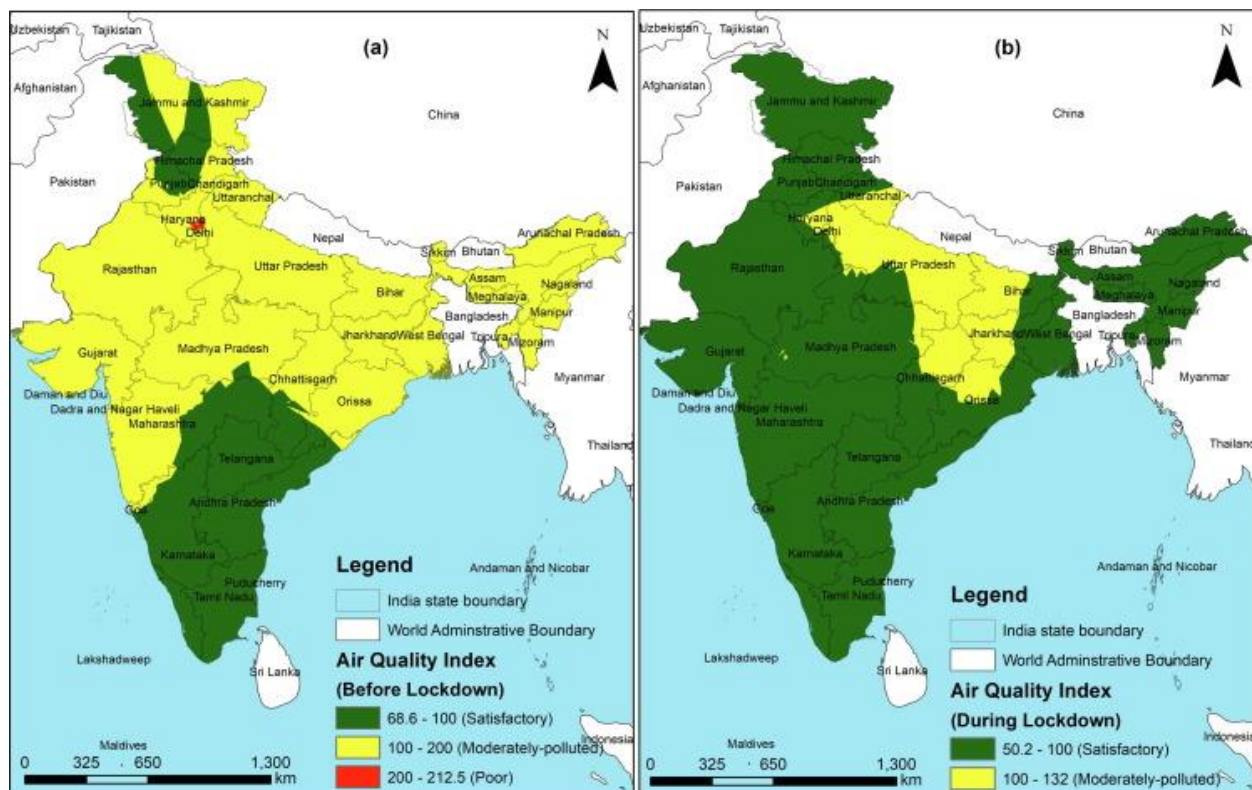 Uzbekistan
Tajikistan
(a)
N
Afghanistan
Jammu and Kashmir
China
Himachal Pradesh
Pakistan
PunjabChandigarh
Uttaranchal
Haryana
Delhi
Nepal
Sikkim
Bhutan
Arunachal Pradesh
Rajasthan
Uttar Pradesh
Assam
Bihar
Nagaland
Meghalaya
Bangladesh
Manipur
JharkhandWest Bengal
Tripura
Mizoram
Gujarat
Madhya Pradesh
Chhattisgarh
Myanmar
Daman and Diu
Orissa
Dadra and Nagar Haveli
Maharashtra
Thailand
Telangana
Andhra Pradesh
Goa
Karnataka
Puducherry
Tamil Nadu
Andaman and Nicobar
Lakshadweep
Sri Lanka
Maldives
Indonesia
Legend
India state boundary
World Adminstrative Boundary
Air Quality Index
(Before Lockdown)
68.6 - 100 (Satisfactory)
100 - 200 (Moderately-polluted)
200 - 212.5 (Poor)
0 325 650 1,300
km
Uzbekistan
Tajikistan
(b)
N
Afghanistan
Jammu and Kashmir
China
Himachal Pradesh
Pakistan
PunjabChandigarh
Uttaranchal
Haryana
Delhi
Nepal
Sikkim
Bhutan
Arunachal Pradesh
Rajasthan
Uttar Pradesh
Assam
Bihar
Nagaland
Meghalaya
Bangladesh
Manipur
JharkhandWest Bengal
Tripura
Mizoram
Gujarat
Madhya Pradesh
Chhattisgarh
Myanmar
Daman and Diu
Orissa
Dadra and Nagar Haveli
Maharashtra
Thailand
Telangana
Andhra Pradesh
Goa
Karnataka
Puducherry
Tamil Nadu
Andaman and Nicobar
Lakshadweep
Sri Lanka
Maldives
Indonesia
Legend
India state boundary
World Adminstrative Boundary
Air Quality Index
(During Lockdown)
50.2 - 100 (Satisfactory)
100 - 132 (Moderately-polluted)
0 325 650 1,300
km